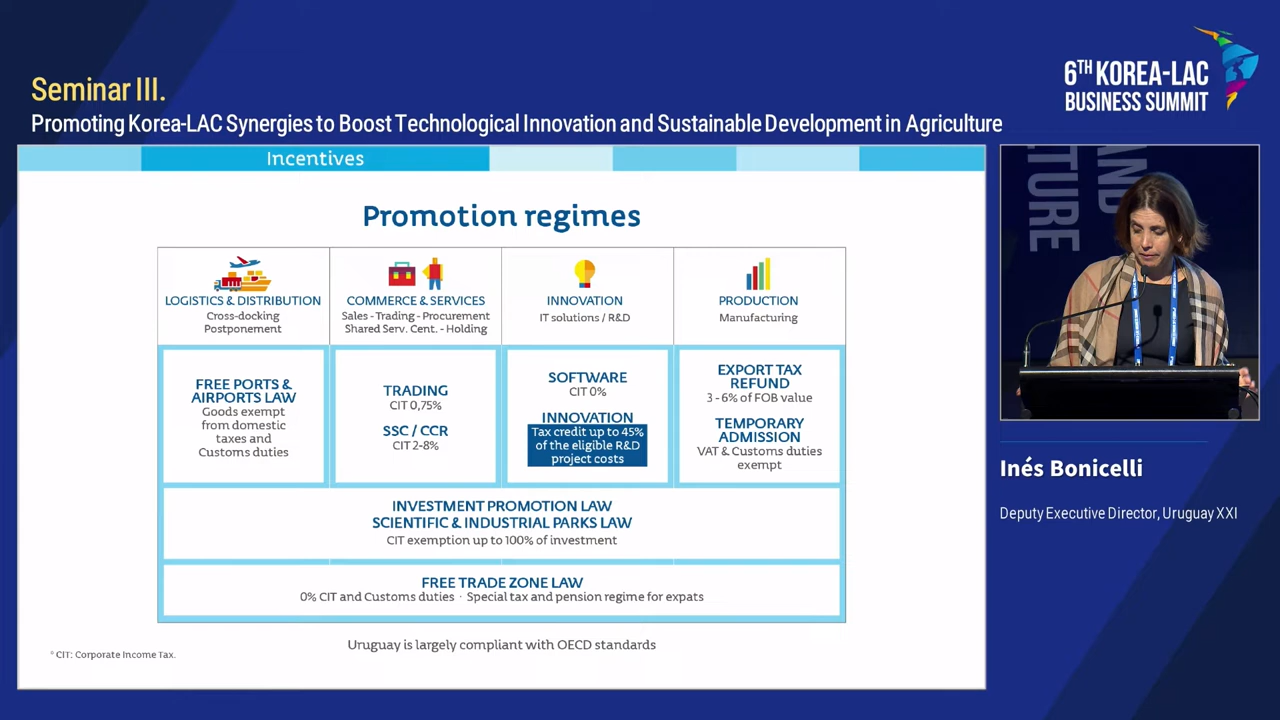 Seminar III.
Promoting Korea-LAC Synergies to Boost Technological Innovation and Sustainable Development in Agriculture
6TH KOREA-LAC
BUSINESS SUMMIT
Incentives
Promotion regimes
LOGISTICS & DISTRIBUTION
Cross-docking
Postponement
COMMERCE & SERVICES
Sales - Trading - Procurement
Shared Serv. Cent. - Holding
INNOVATION
IT solutions / R&D
PRODUCTION
Manufacturing
FREE PORTS &
AIRPORTS LAW
Goods exempt
from domestic
taxes and
Customs duties
TRADING
CIT 0,75%
SSC / CCR
CIT 2-8%
SOFTWARE
CIT 0%
INNOVATION
Tax credit up to 45%
of the eligible R&D
project costs
EXPORT TAX
REFUND
3 - 6% of FOB value
TEMPORARY
ADMISSION
VAT & Customs duties
exempt
INVESTMENT PROMOTION LAW
SCIENTIFIC & INDUSTRIAL PARKS LAW
CIT exemption up to 100% of investment
FREE TRADE ZONE LAW
0% CIT and Customs duties · Special tax and pension regime for expats
Uruguay is largely compliant with OECD standards
° CIT: Corporate Income Tax.
AND
TURE
Inés Bonicelli
Deputy Executive Director, Uruguay XXI